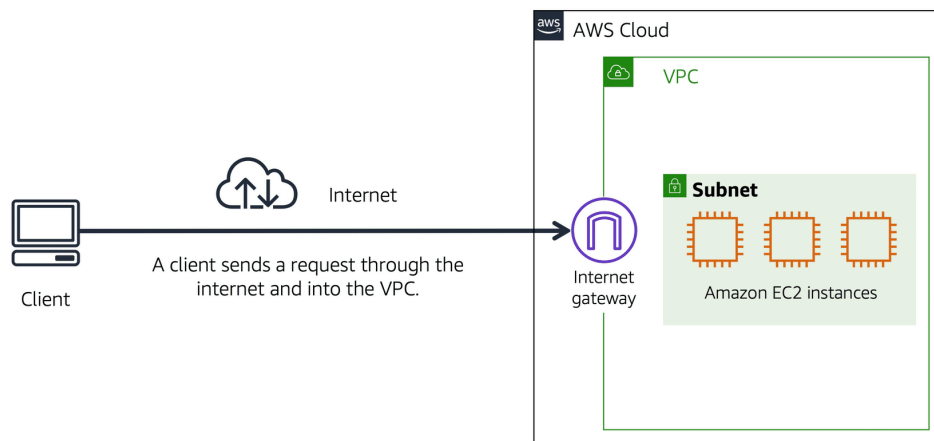 aws
AWS Cloud
VPC
Internet
Subnet
A client sends a request through the
internet and into the VPC.
Client
Internet
gateway
Amazon EC2 instances